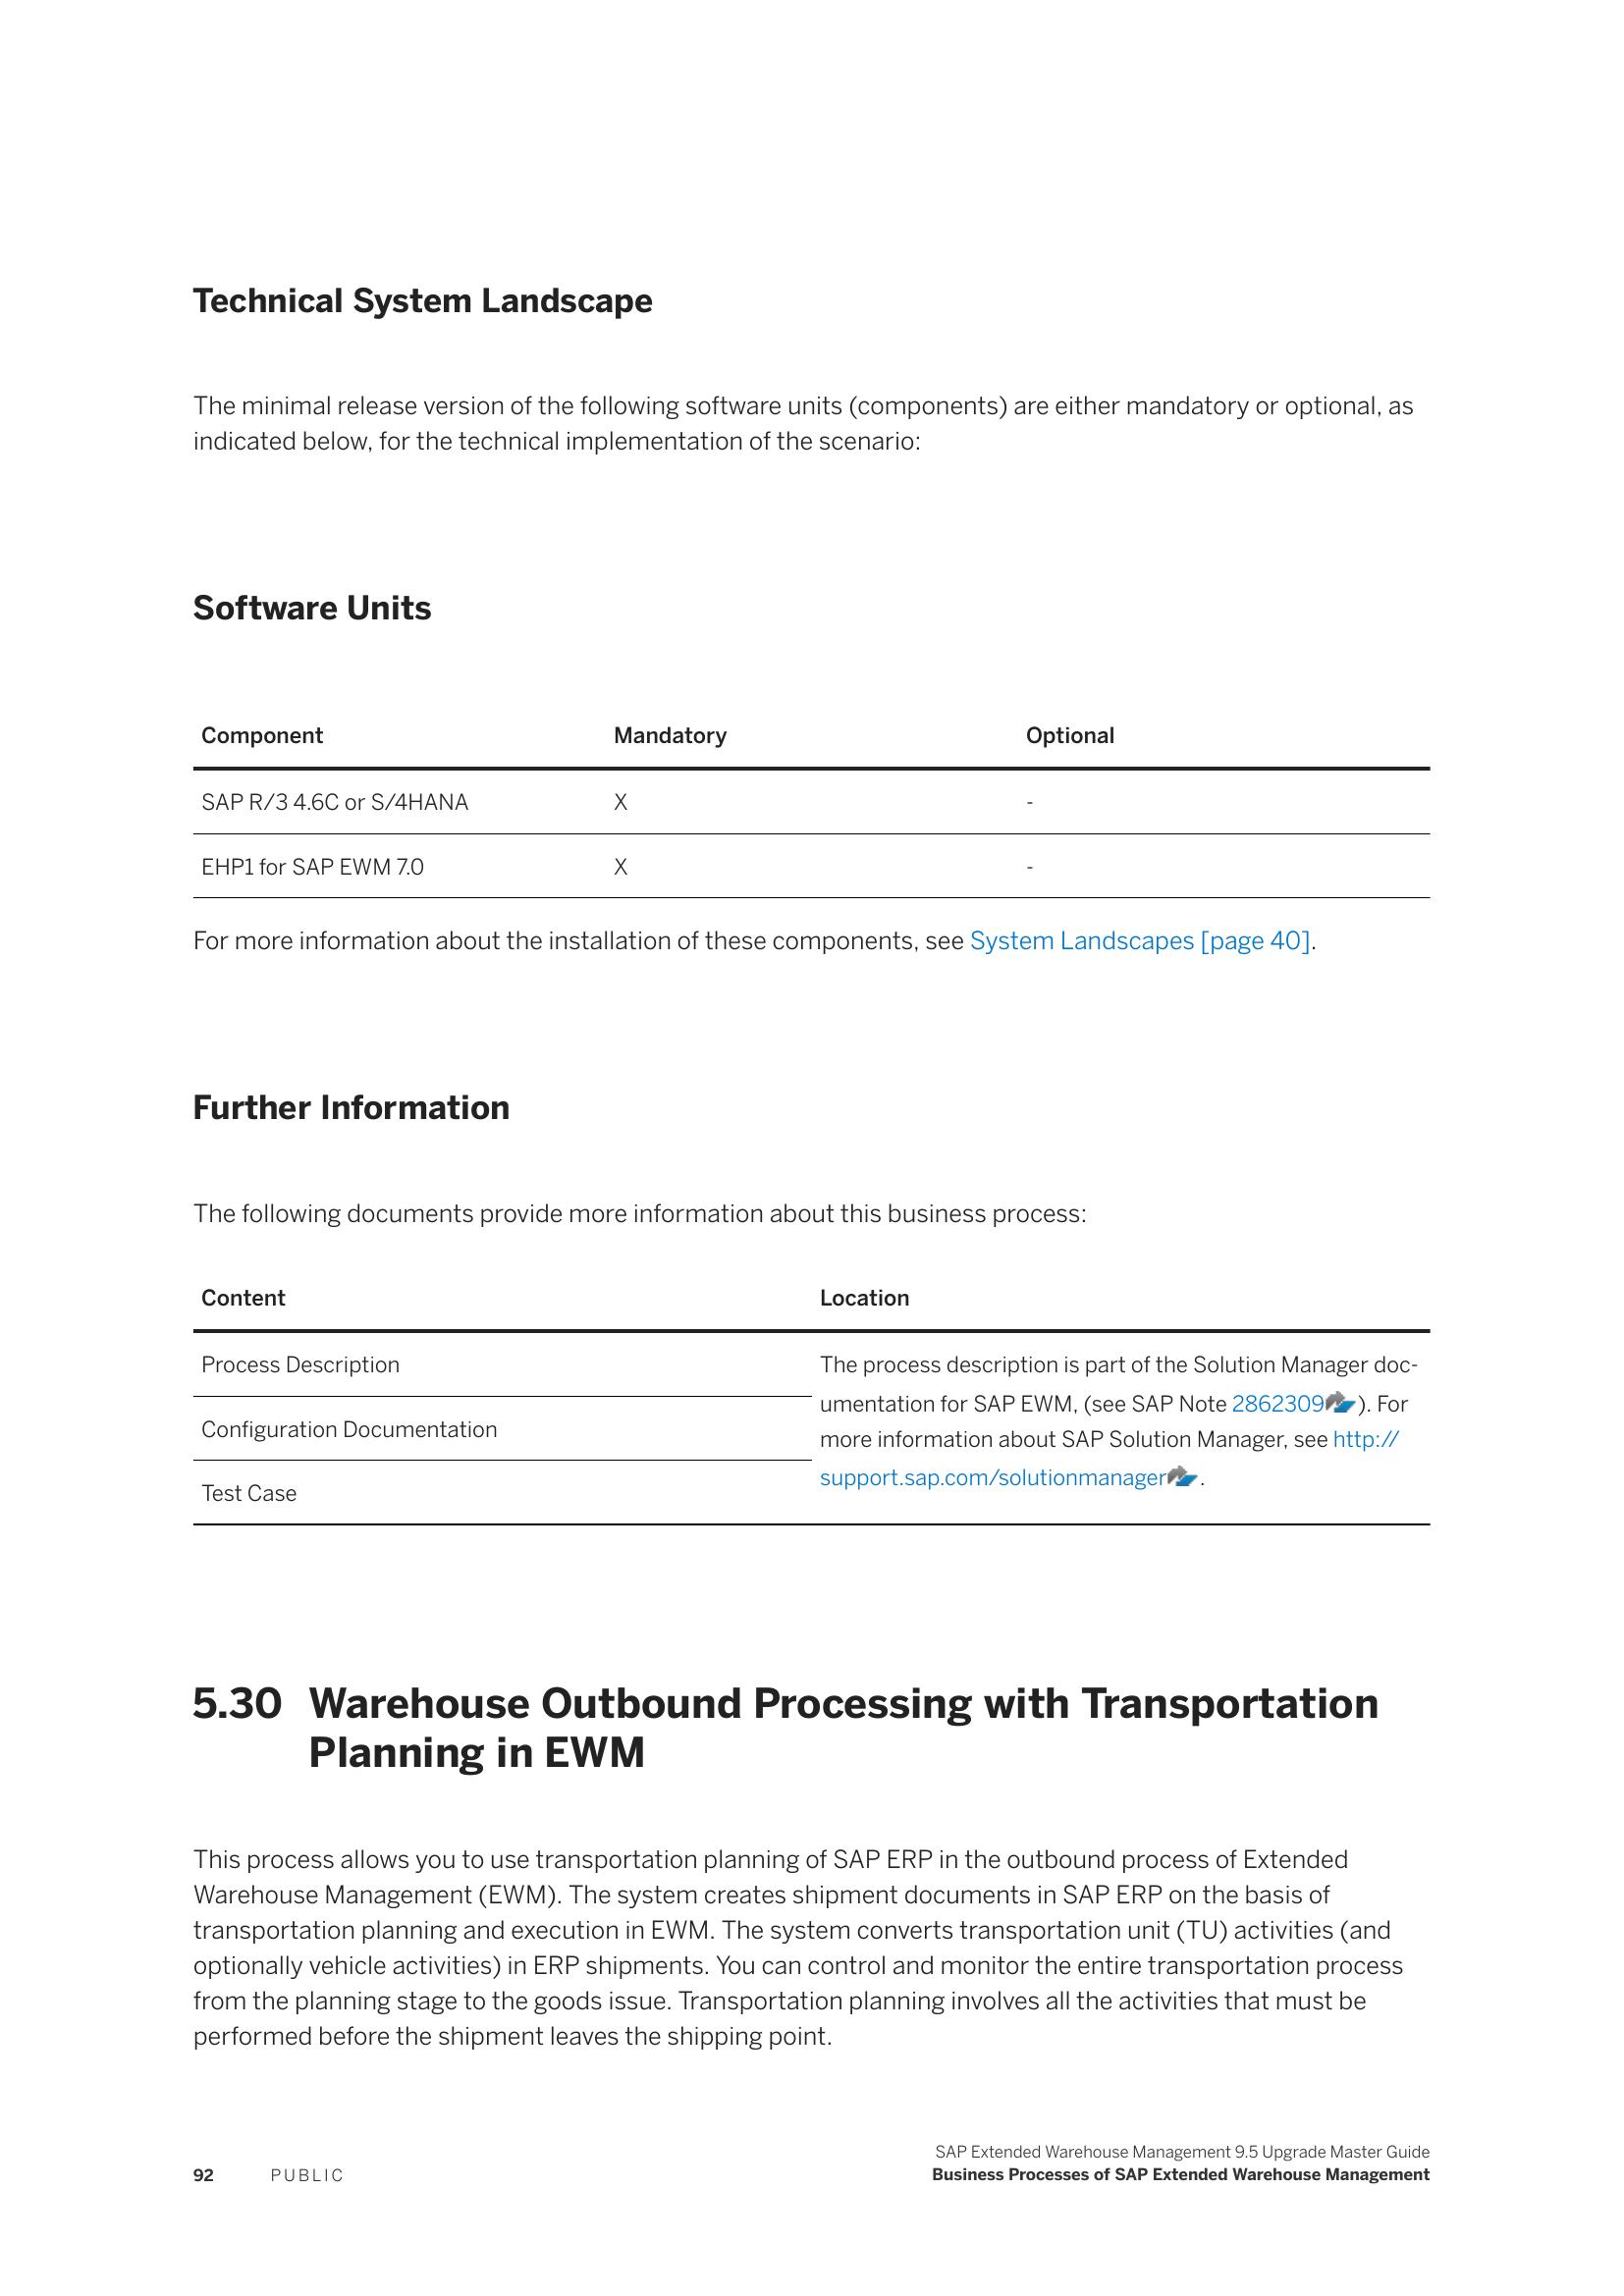 Technical System Landscape
The minimal release version of the following software units (components) are either mandatory or optional, as
indicated below, for the technical implementation of the scenario:
Software Units
Component Mandatory Optional
SAP R/3 4.6C or S/4HANA X -
EHP1 for SAP EWM 7.0 X -
For more information about the installation of these components, see System Landscapes [page 40].
Further Information
The following documents provide more information about this business process:
Content Location
Process Description
Configuration Documentation
Test Case
The process description is part of the Solution Manager doc-
umentation for SAP EWM, (see SAP Note 2862309). For
more information about SAP Solution Manager, see http://
support.sap.com/solutionmanager.
5.30 Warehouse Outbound Processing with Transportation
Planning in EWM
This process allows you to use transportation planning of SAP ERP in the outbound process of Extended
Warehouse Management (EWM). The system creates shipment documents in SAP ERP on the basis of
transportation planning and execution in EWM. The system converts transportation unit (TU) activities (and
optionally vehicle activities) in ERP shipments. You can control and monitor the entire transportation process
from the planning stage to the goods issue. Transportation planning involves all the activities that must be
performed before the shipment leaves the shipping point.
SAP Extended Warehouse Management 9.5 Upgrade Master Guide
92 PUBLIC Business Processes of SAP Extended Warehouse Management